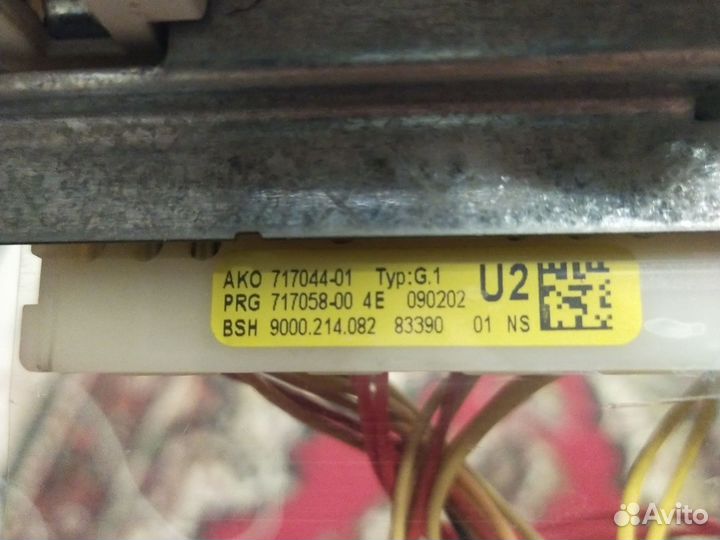 AKO 717044-01 Typ:G.1 U2
PRG 717058-00 4E 090202
BSH 9000.214.082 83390 01 NS
Avito